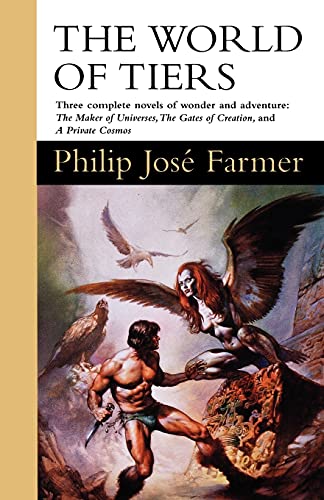 THE WORLD
OF TIERS
Three complete novels of wonder and adventure:
The Maker of Universes, The Gates of Creation, and
A Private Cosmos
Philip José Farmer